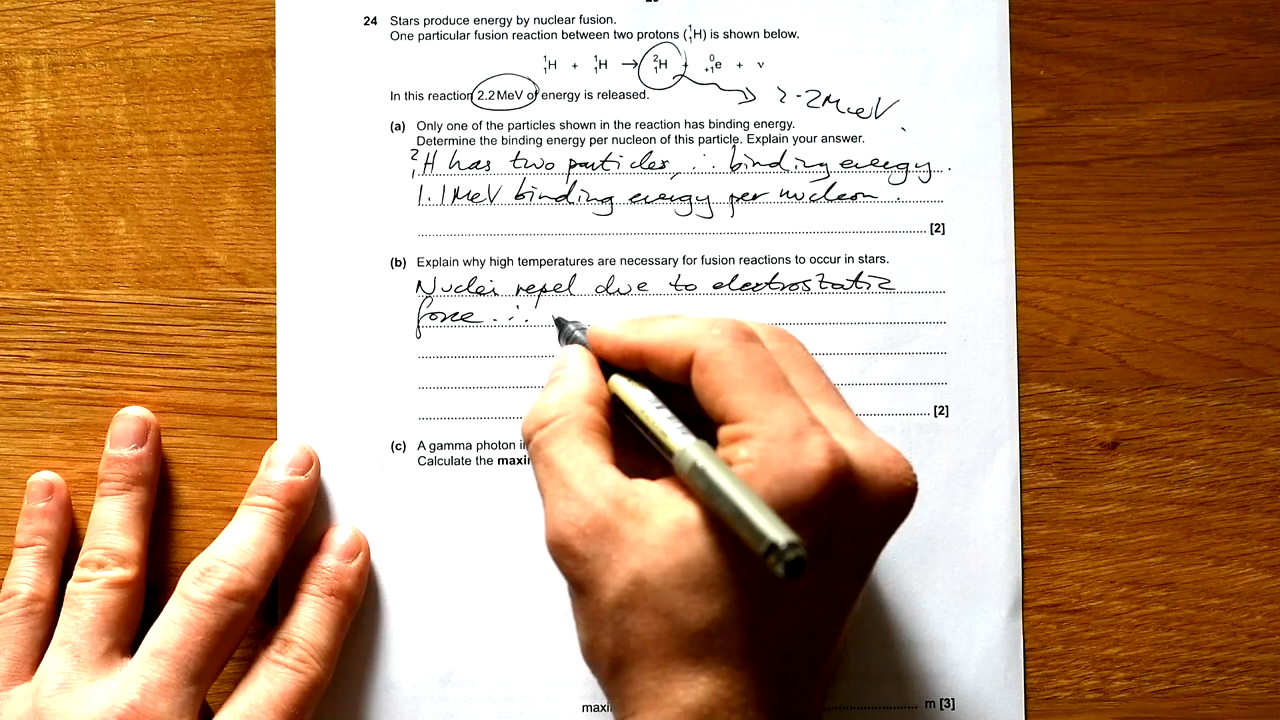 24 Stars produce energy by nuclear fusion.
One particular fusion reaction between two protons (¹₁H) is shown below.
¹₁H + ¹₁H → ²₁H + ⁰₊₁e + ν
2.2MeV
In this reaction 2.2MeV of energy is released.
(a) Only one of the particles shown in the reaction has binding energy.
Determine the binding energy per nucleon of this particle. Explain your answer.
²₁H has two particles, ∴ binding energy.
1.1MeV binding energy per nucleon.
[2]
(b) Explain why high temperatures are necessary for fusion reactions to occur in stars.
Nuclei repel due to electrostatic
force. ∴
[2]
(c) A gamma photon
Calculate the
m [3]